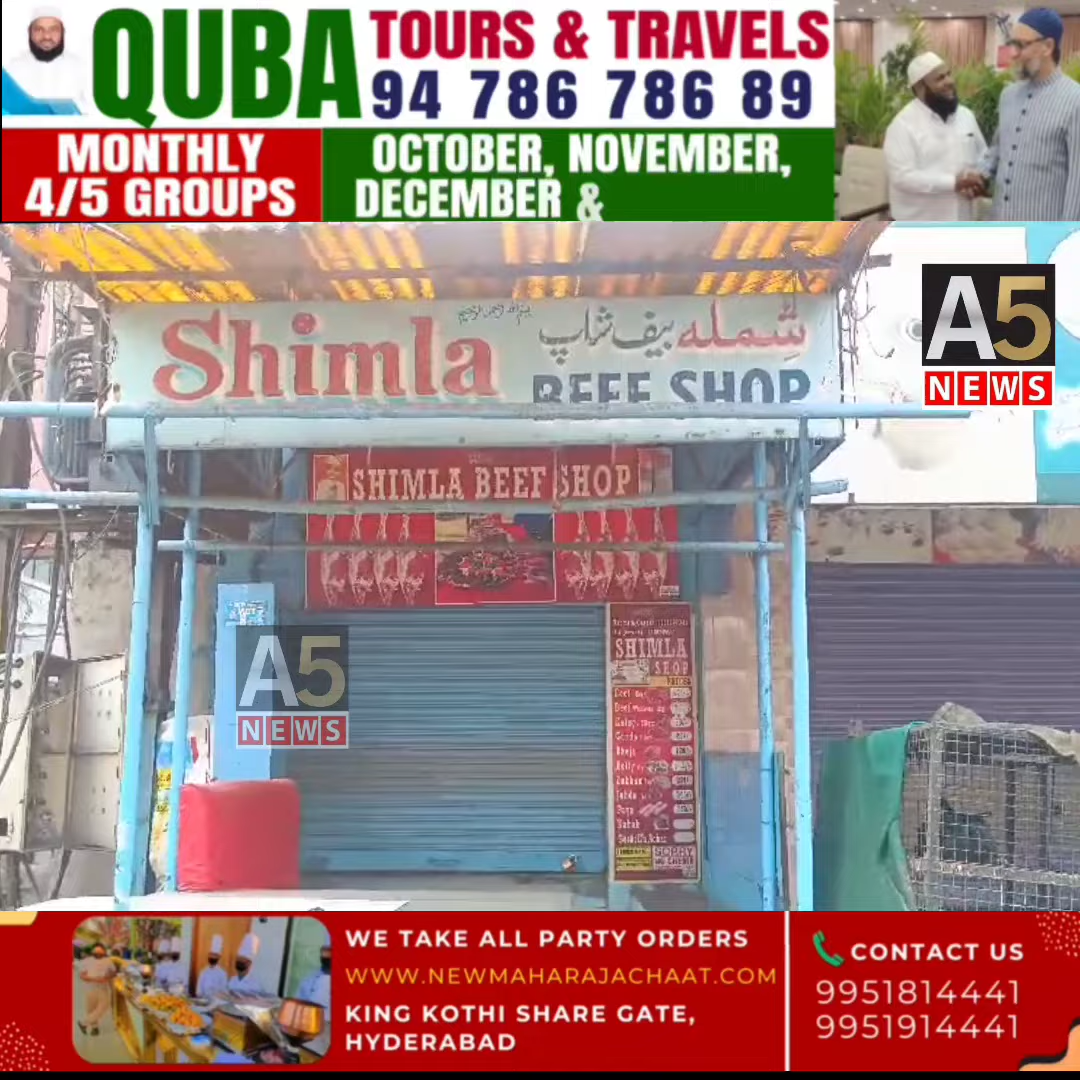 QUBA TOURS & TRAVELS
94 786 786 89
MONTHLY
4/5 GROUPS
OCTOBER, NOVEMBER,
DECEMBER &
A5
NEWS
Shimla
شملہ بیف شاپ
BEEF SHOP
SHIMLA BEEF SHOP
A5
NEWS
SHIMLA
SHOP
SORRY
WE TAKE ALL PARTY ORDERS
WWW.NEWMAHARAJACHAAT.COM
KING KOTHI SHARE GATE,
HYDERABAD
CONTACT US
9951814441
9951914441